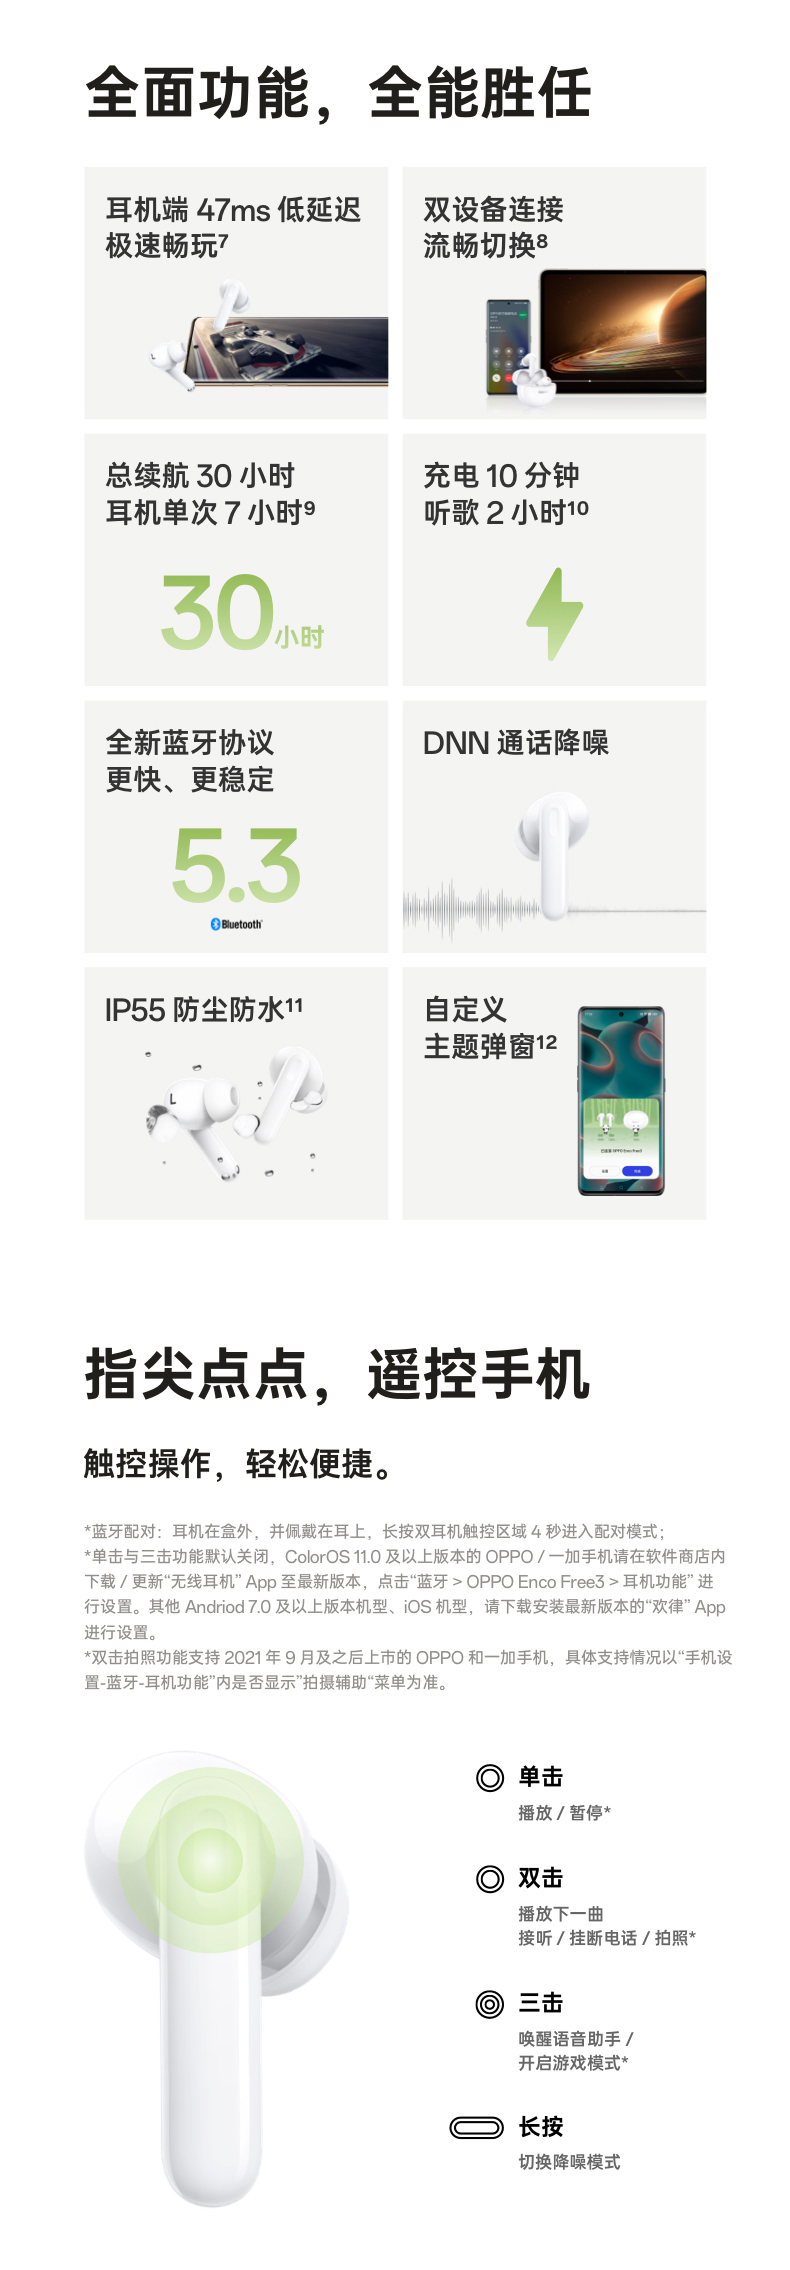 全面功能，全能胜任
耳机端 47ms 低延迟
极速畅玩7
双设备连接
流畅切换8
总续航 30 小时
耳机单次 7 小时9
30小时
充电 10 分钟
听歌 2 小时10
全新蓝牙协议
更快、更稳定
5.3
Bluetooth
DNN 通话降噪
IP55 防尘防水11
L
自定义
主题弹窗12
指尖点点，遥控手机
触控操作，轻松便捷。
*蓝牙配对：耳机在盒外，并佩戴在耳上，长按双耳机触控区域 4 秒进入配对模式；
*单击与三击功能默认关闭，ColorOS 11.0 及以上版本的 OPPO / 一加手机请在软件商店内
下载 / 更新“无线耳机” App 至最新版本，点击“蓝牙 > OPPO Enco Free3 > 耳机功能” 进
行设置。其他 Andriod 7.0 及以上版本机型、iOS 机型，请下载安装最新版本的“欢律” App
进行设置。
*双击拍照功能支持 2021 年 9 月及之后上市的 OPPO 和一加手机，具体支持情况以“手机设
置-蓝牙-耳机功能”内是否显示”拍摄辅助“菜单为准。
单击
播放 / 暂停*
双击
播放下一曲
接听 / 挂断电话 / 拍照*
三击
唤醒语音助手 /
开启游戏模式*
长按
切换降噪模式